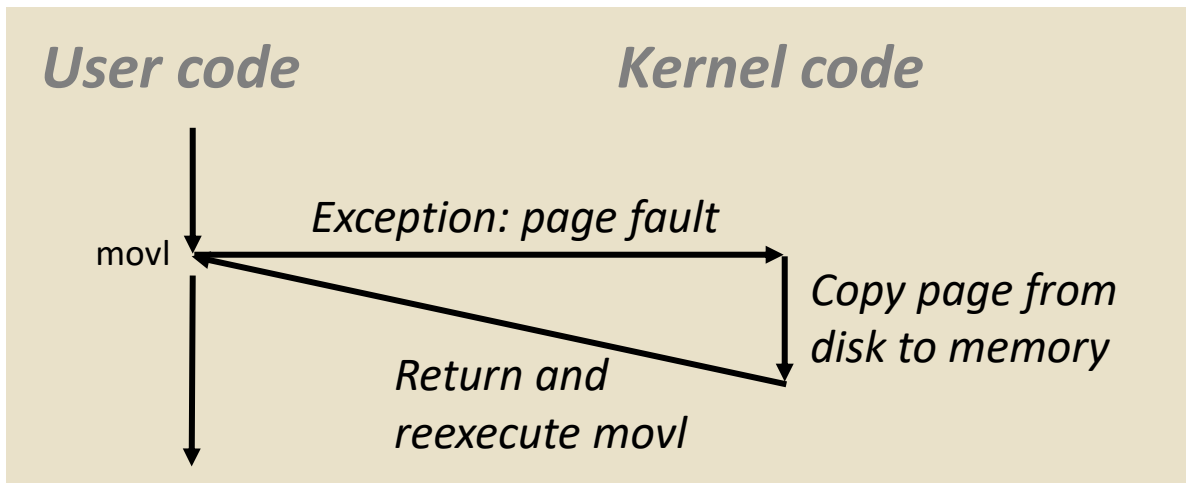 User code
Kernel code
Exception: page fault
movl
Copy page from
disk to memory
Return and
reexecute movl